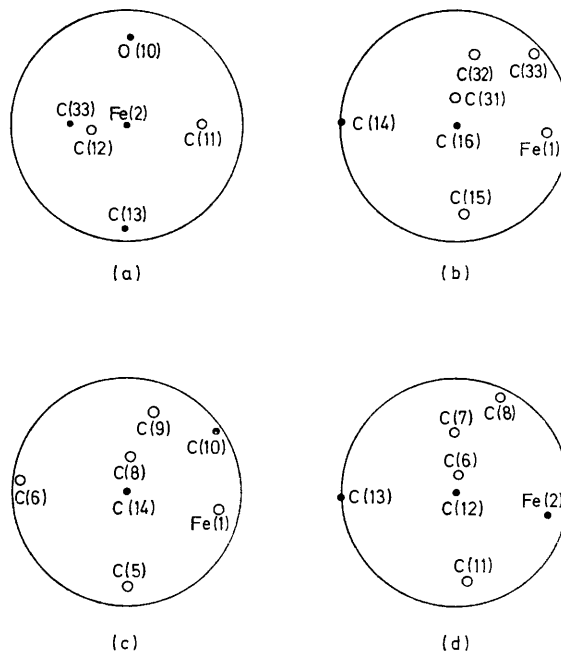 O(10)
C(33)
Fe(2)
C(12)
C(11)
C(13)
(a)
C(32)
C(33)
C(31)
C(14)
C(16)
Fe(1)
C(15)
(b)
C(9)
C(10)
C(8)
C(6)
C(14)
Fe(1)
C(5)
(c)
C(8)
C(7)
C(6)
C(13)
C(12)
Fe(2)
C(11)
(d)